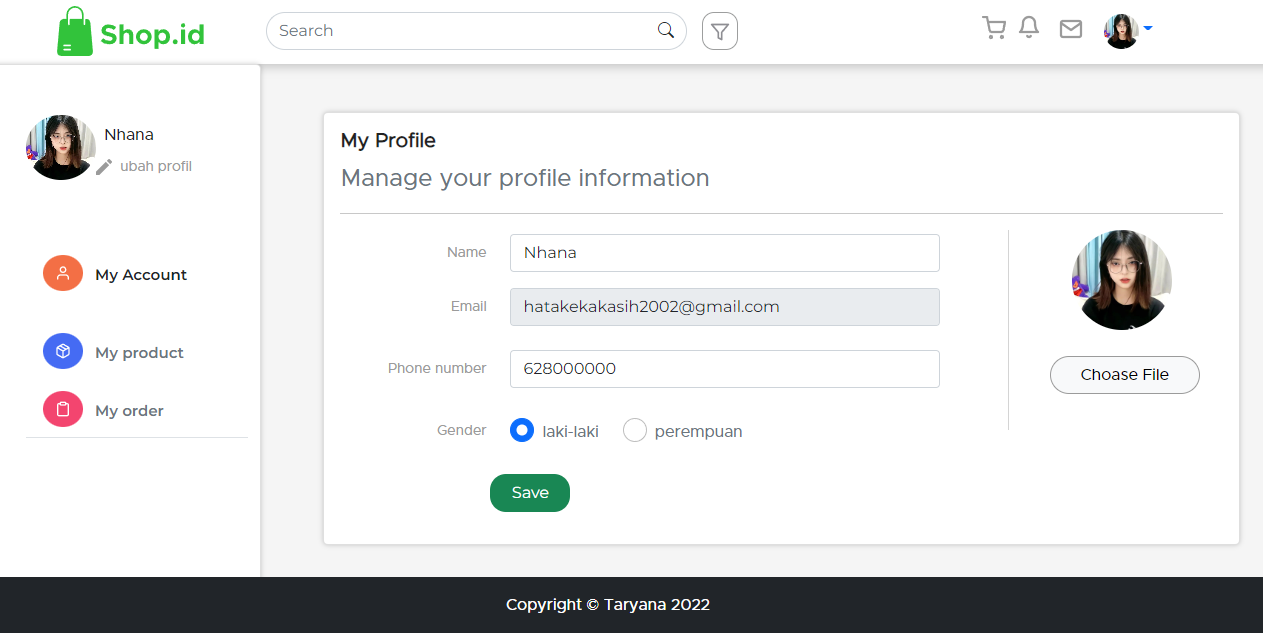 Shop.id
Search
Nhana
ubah profil
My Account
My product
My order
My Profile
Manage your profile information
Name
Nhana
Email
hatakekakasih2002@gmail.com
Phone number
628000000
Gender
laki-laki
perempuan
Save
Choose File
Copyright © Taryana 2022